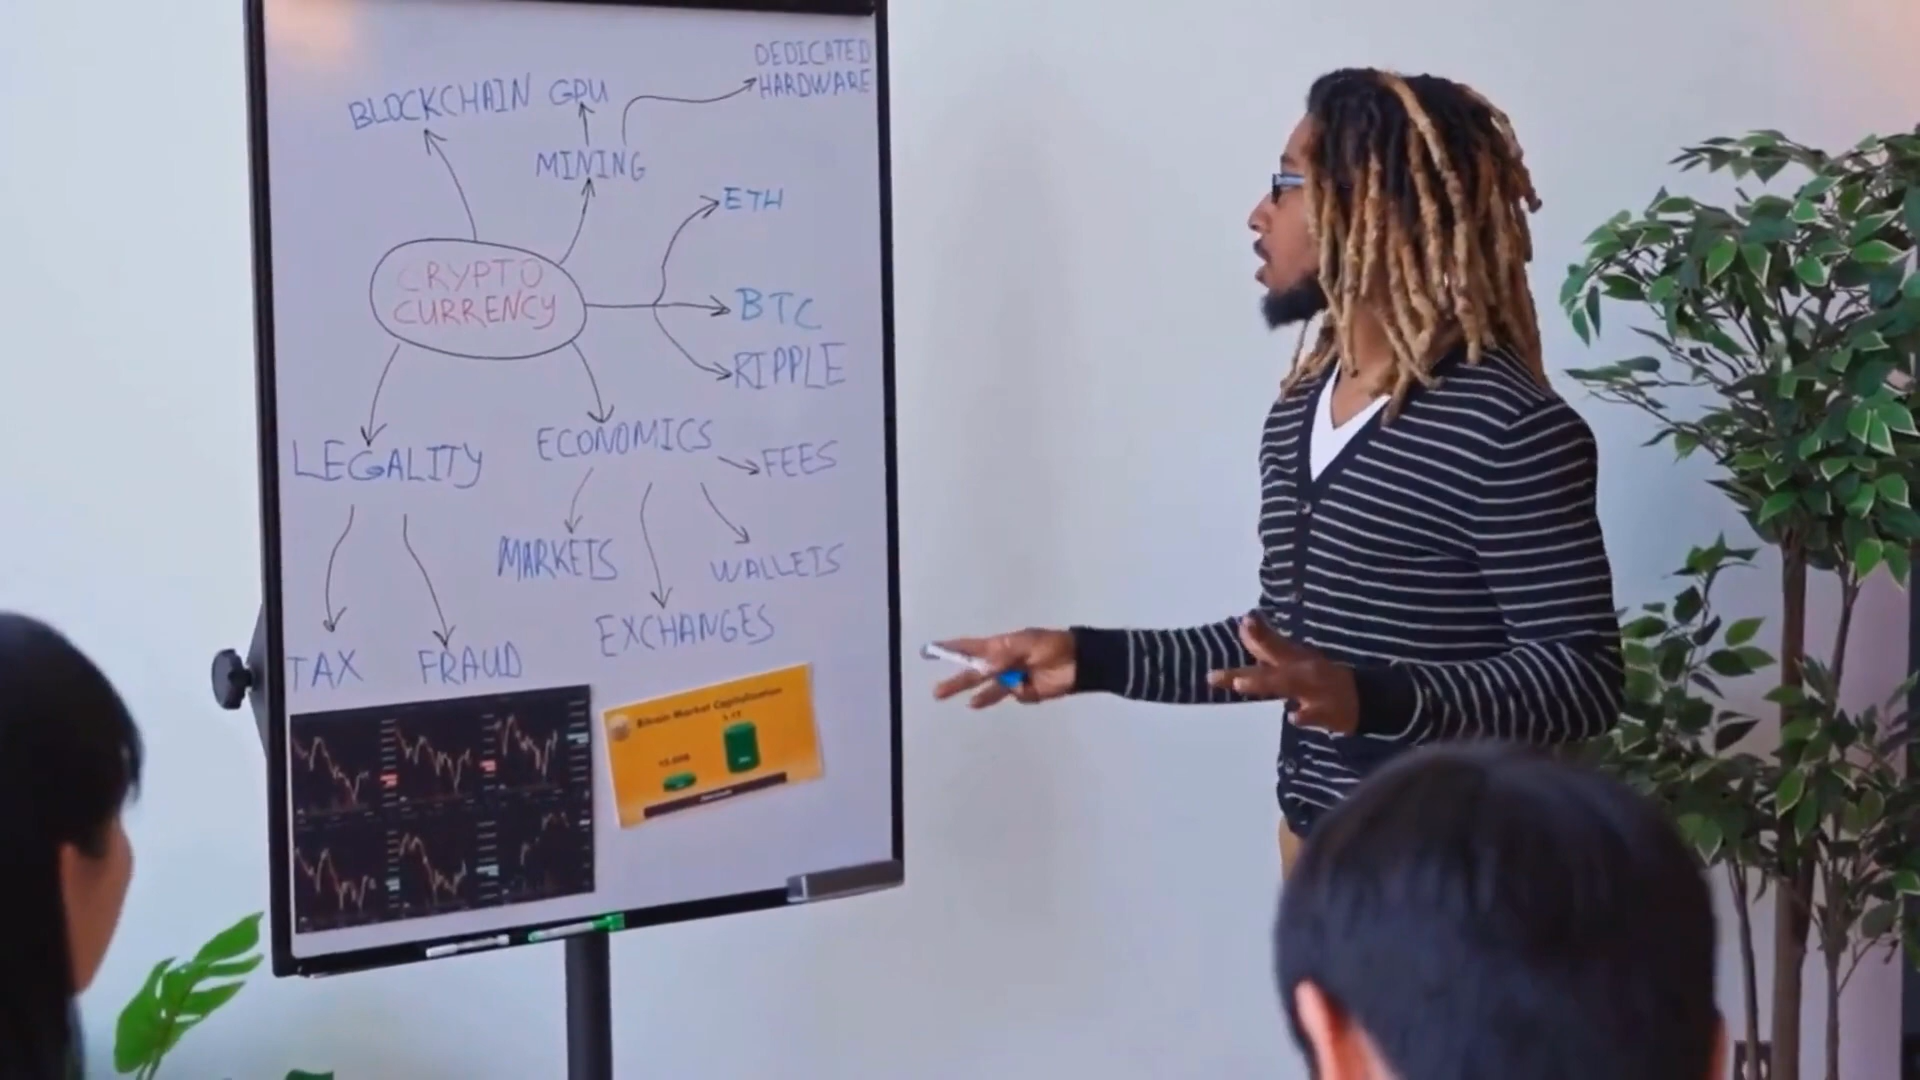 DEDICATED
HARDWARE
BLOCKCHAIN GPU
MINING
ETH
CRYPTO
CURRENCY
BTC
RIPPLE
LEGALITY
ECONOMICS
FEES
MARKETS
WALLETS
EXCHANGES
TAX
FRAUD
Bitcoin Market Capitalization